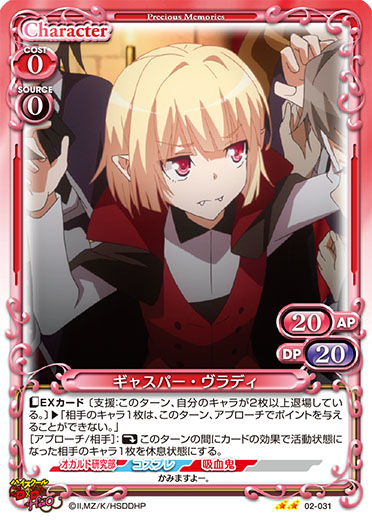 Precious Memories
Character
COST
0
SOURCE
0
20 AP
DP 20
ギャスパー・ヴラディ
EXカード〔支援:このターン、自分のキャラが2枚以上退場してい
る。〕▶「相手のキャラ1枚は、このターン、アプローチでポイントを与え
ることができない。」
[アプローチ/相手]:このターンの間にカードの効果で活動状態に
なった相手のキャラ1枚を休息状態にする。
オカルト研究部 コスプレ 吸血鬼
かみますよー。
ハイスクール
©II,MZ/K/HSDDHP 02-031